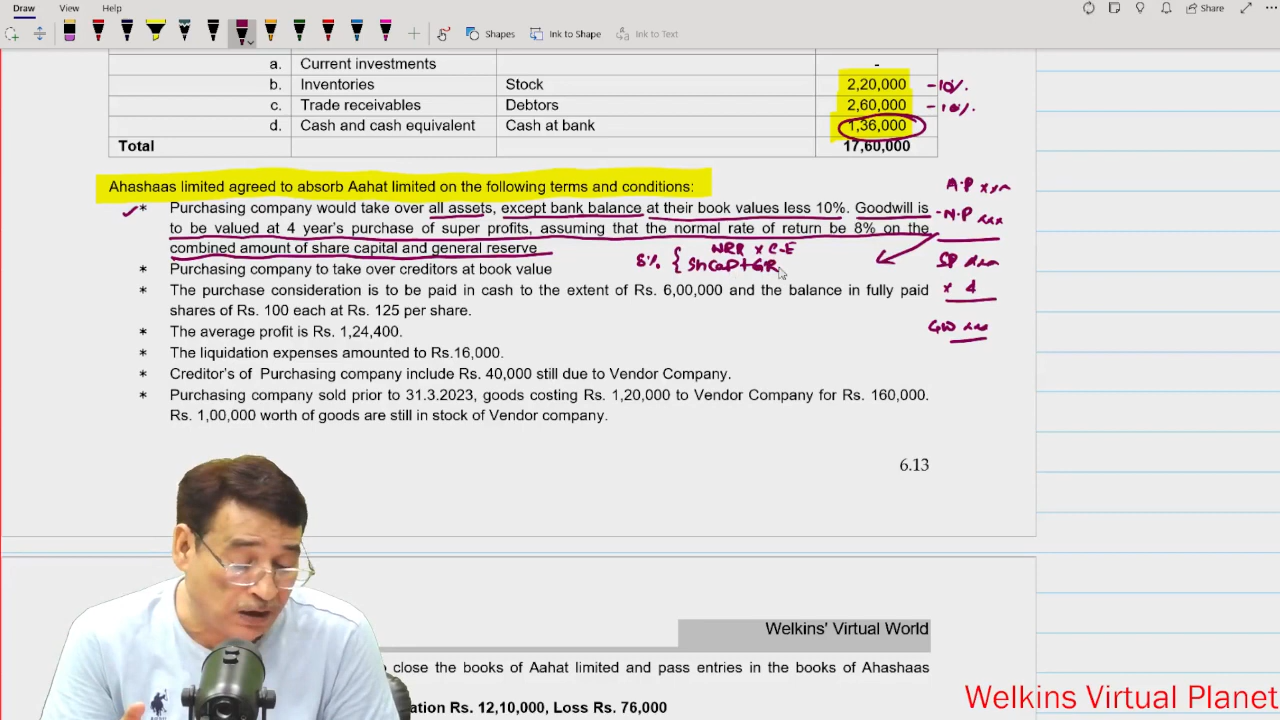 Draw View Help
Share
Shapes Ink to Shape Ink to Text
a. Current investments -
b. Inventories Stock 2,20,000 -10%.
c. Trade receivables Debtors 2,60,000 -10%.
d. Cash and cash equivalent Cash at bank 1,36,000
Total 17,60,000
Ahashaas limited agreed to absorb Aahat limited on the following terms and conditions:
A.P xxx
* Purchasing company would take over all assets, except bank balance at their book values less 10%. Goodwill is
-N.P xxx
to be valued at 4 year's purchase of super profits, assuming that the normal rate of return be 8% on the
combined amount of share capital and general reserve
NRR x C.E
8% { Sh Cap + GR
SP xxx
* Purchasing company to take over creditors at book value
* The purchase consideration is to be paid in cash to the extent of Rs. 6,00,000 and the balance in fully paid
x 4
shares of Rs. 100 each at Rs. 125 per share.
* The average profit is Rs. 1,24,400.
GW xxx
* The liquidation expenses amounted to Rs.16,000.
* Creditor's of Purchasing company include Rs. 40,000 still due to Vendor Company.
* Purchasing company sold prior to 31.3.2023, goods costing Rs. 1,20,000 to Vendor Company for Rs. 160,000.
Rs. 1,00,000 worth of goods are still in stock of Vendor company.
6.13
Welkins' Virtual World
close the books of Aahat limited and pass entries in the books of Ahashaas
Rs. 12,10,000, Loss Rs. 76,000
Welkins Virtual Planet